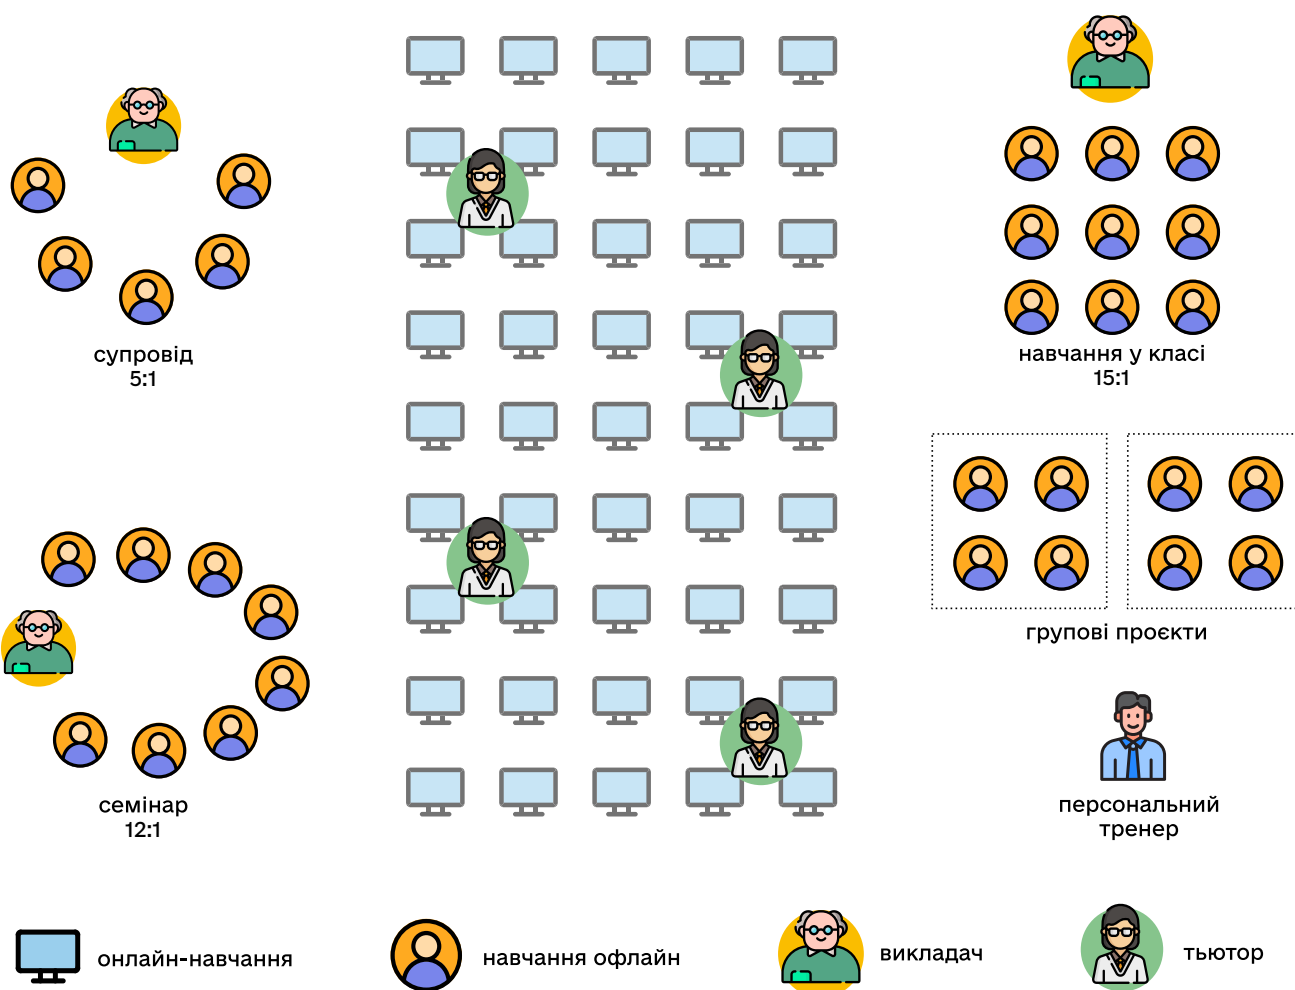 супровід
5:1
навчання у класі
15:1
групові проєкти
семінар
12:1
персональний
тренер
онлайн-навчання
навчання офлайн
викладач
тьютор